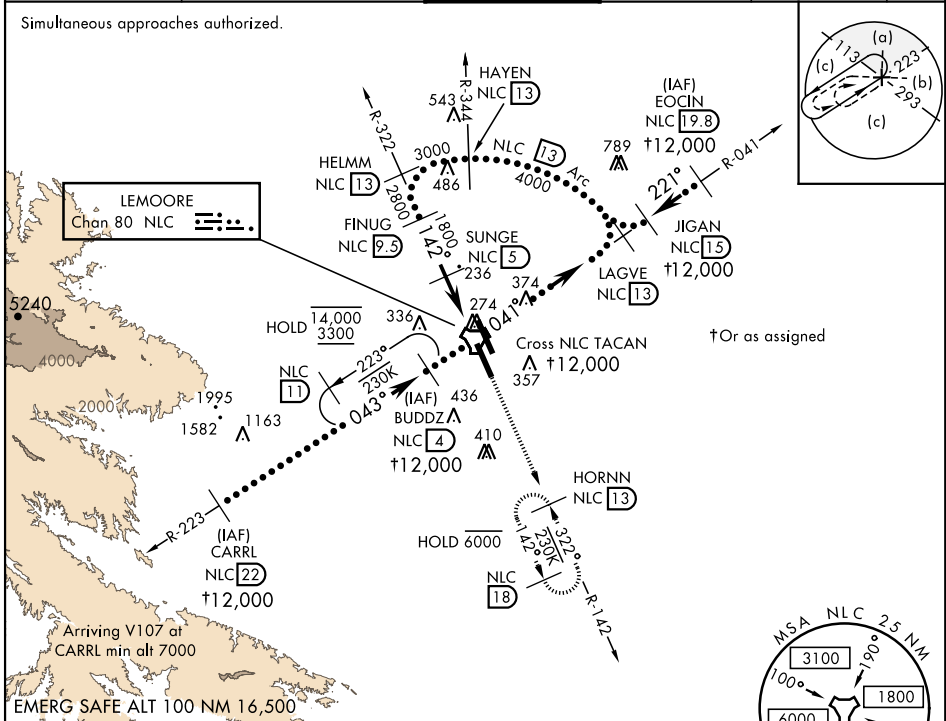 Simultaneous approaches authorized.
(a)
113
223
(c)
(b)
293
(c)
HAYEN
NLC 13
R-344
543
R-322
(IAF)
EOCIN
NLC 19.8
†12,000
R-041
HELMM
NLC 13
3000
486
NLC 13 Arc
4000
789
221°
2800
LEMOORE
Chan 80 NLC
FINUG
NLC 9.5
1800
142°
SUNGE
NLC 5
236
JIGAN
NLC 15
†12,000
LAGVE
NLC 13
374
041°
274
5240
4000
HOLD 14,000
3300
336
†Or as assigned
Cross NLC TACAN
†12,000
357
223°
230K
NLC
11
043°
2000
1995
1582
1163
(IAF)
BUDDZ
NLC 4
†12,000
436
410
HORNN
NLC 13
R-223
(IAF)
CARRL
NLC 22
†12,000
HOLD 6000
142°
230K
322°
NLC
18
R-142
Arriving V107 at
CARRL min alt 7000
MSA NLC 25 NM
3100
190°
100°
1800
6000
EMERG SAFE ALT 100 NM 16,500